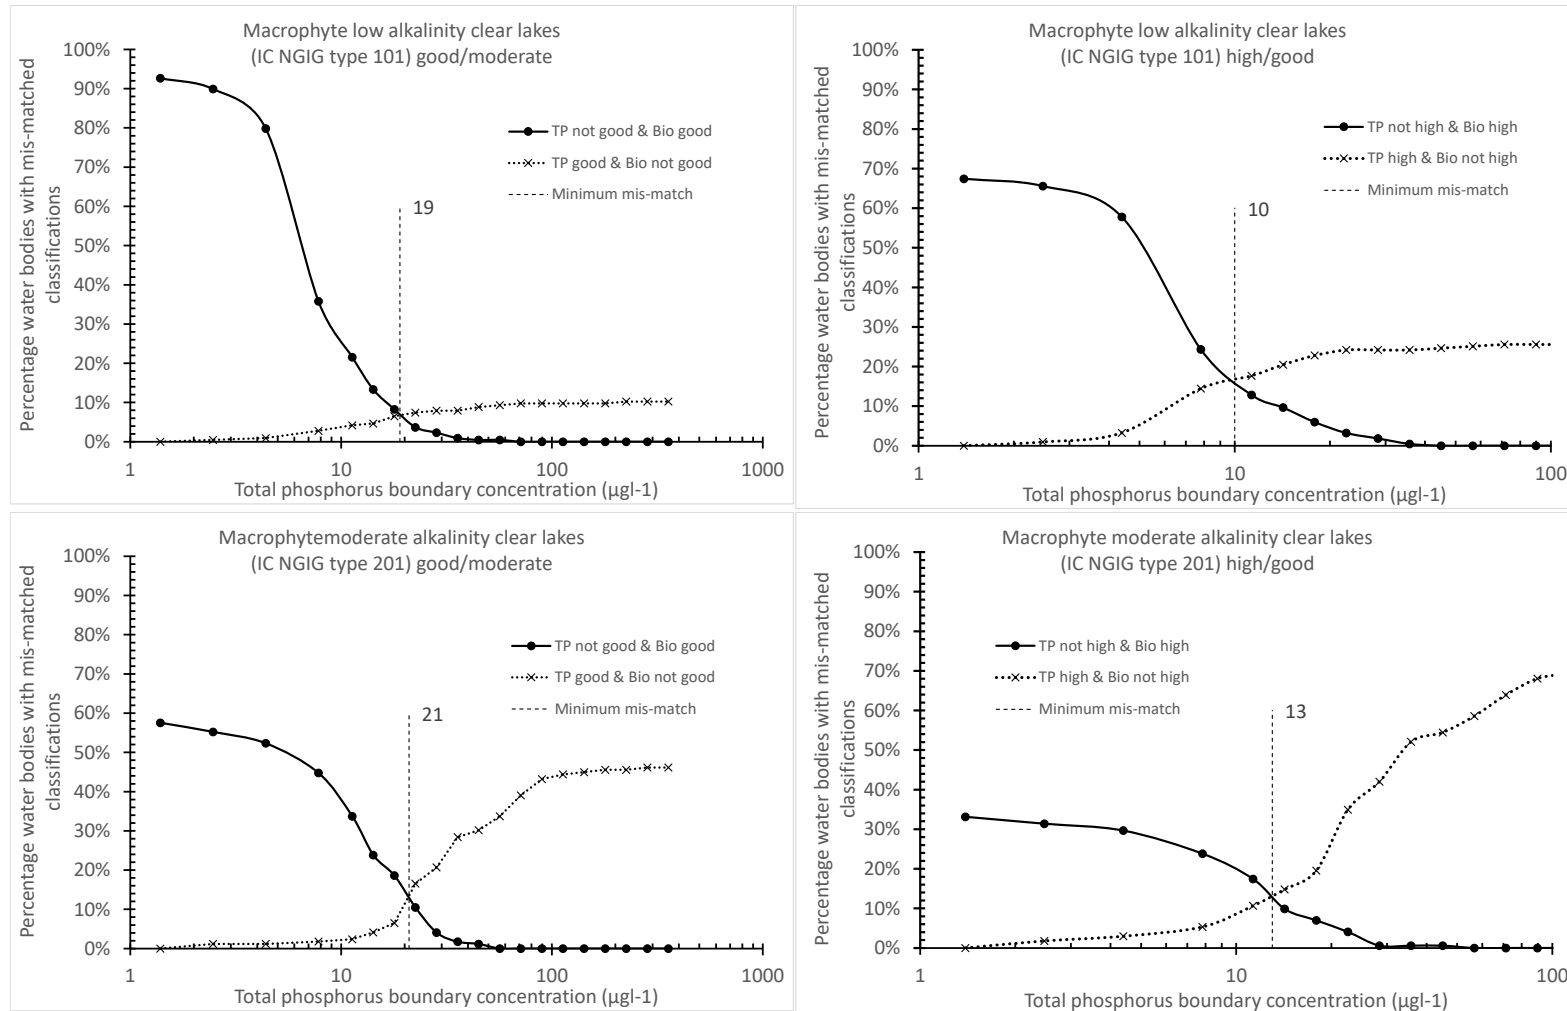 Macrophyte low alkalinity clear lakes
(IC NGIG type 101) good/moderate
Percentage water bodies with mis-matched
classifications
100%
90%
80%
70%
60%
50%
40%
30%
20%
10%
0%
TP not good & Bio good
TP good & Bio not good
Minimum mis-match
19
1
10
100
1000
Total phosphorus boundary concentration (µgl-1)
Macrophyte low alkalinity clear lakes
(IC NGIG type 101) high/good
Percentage water bodies with mis-matched
classifications
100%
90%
80%
70%
60%
50%
40%
30%
20%
10%
0%
TP not high & Bio high
TP high & Bio not high
Minimum mis-match
10
1
10
100
Total phosphorus boundary concentration (µgl-1)
Macrophytemoderate alkalinity clear lakes
(IC NGIG type 201) good/moderate
Percentage water bodies with mis-matched
classifications
100%
90%
80%
70%
60%
50%
40%
30%
20%
10%
0%
TP not good & Bio good
TP good & Bio not good
Minimum mis-match
21
1
10
100
1000
Total phosphorus boundary concentration (µgl-1)
Macrophyte moderate alkalinity clear lakes
(IC NGIG type 201) high/good
Percentage water bodies with mis-matched
classifications
100%
90%
80%
70%
60%
50%
40%
30%
20%
10%
0%
TP not high & Bio high
TP high & Bio not high
Minimum mis-match
13
1
10
100
Total phosphorus boundary concentration (µgl-1)